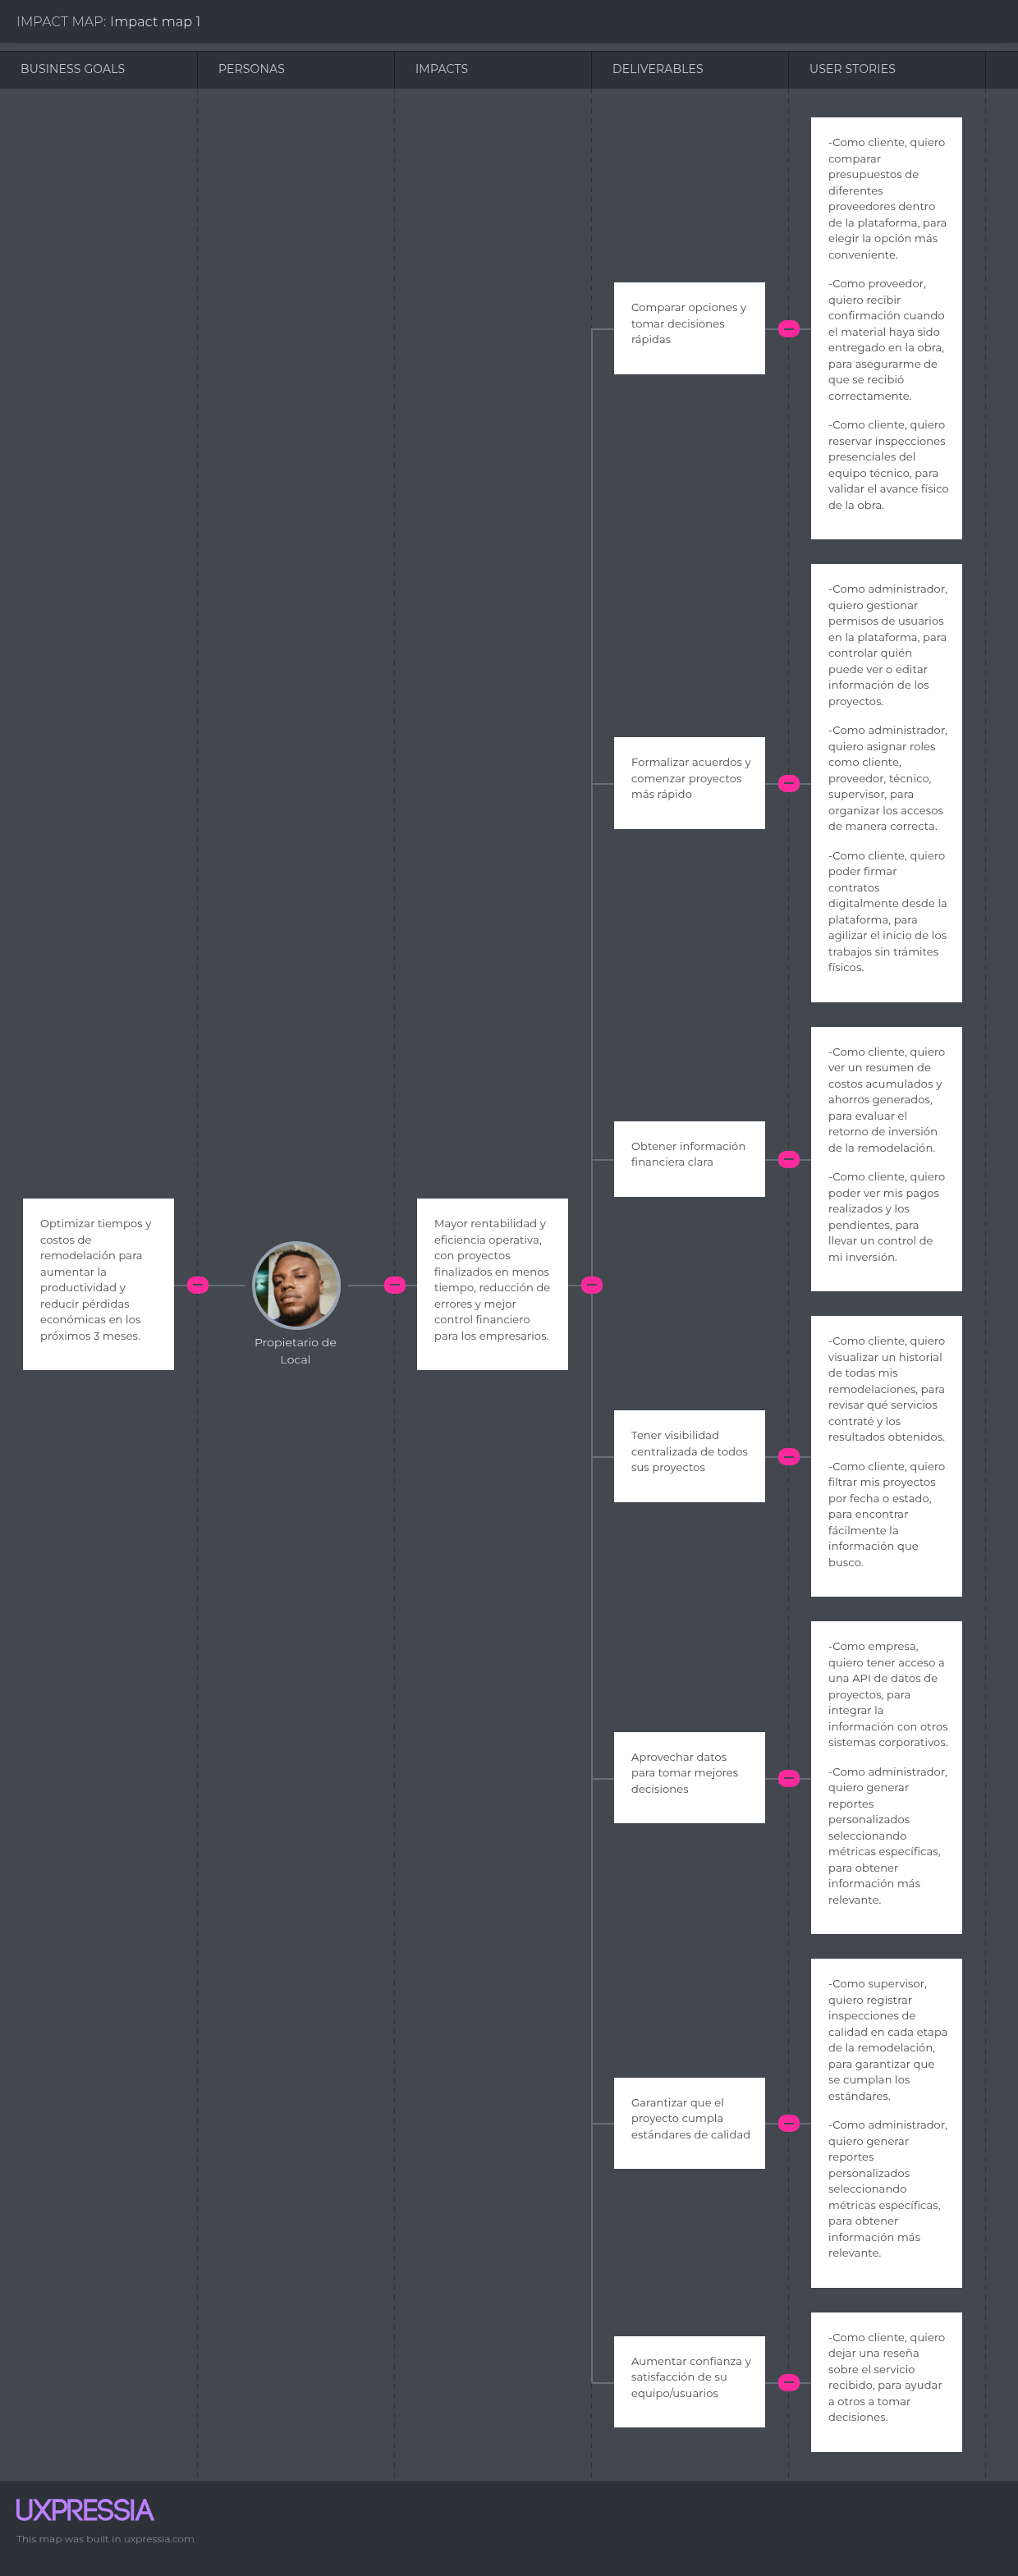 IMPACT MAP: Impact map 1
BUSINESS GOALS
PERSONAS
IMPACTS
DELIVERABLES
USER STORIES
Optimizar tiempos y
costos de
remodelación para
aumentar la
productividad y
reducir pérdidas
económicas en los
próximos 3 meses.
Propietario de
Local
Mayor rentabilidad y
eficiencia operativa,
con proyectos
finalizados en menos
tiempo, reducción de
errores y mejor
control financiero
para los empresarios.
Comparar opciones y
tomar decisiones
rápidas
-Como cliente, quiero
comparar
presupuestos de
diferentes
proveedores dentro
de la plataforma, para
elegir la opción más
conveniente.
-Como proveedor,
quiero recibir
confirmación cuando
el material haya sido
entregado en la obra,
para asegurarme de
que se recibió
correctamente.
-Como cliente, quiero
reservar inspecciones
presenciales del
equipo técnico, para
validar el avance físico
de la obra.
Formalizar acuerdos y
comenzar proyectos
más rápido
-Como administrador,
quiero gestionar
permisos de usuarios
en la plataforma, para
controlar quién
puede ver o editar
información de los
proyectos.
-Como administrador,
quiero asignar roles
como cliente,
proveedor, técnico,
supervisor, para
organizar los accesos
de manera correcta.
-Como cliente, quiero
poder firmar
contratos
digitalmente desde la
plataforma, para
agilizar el inicio de los
trabajos sin trámites
físicos.
Obtener información
financiera clara
-Como cliente, quiero
ver un resumen de
costos acumulados y
ahorros generados,
para evaluar el
retorno de inversión
de la remodelación.
-Como cliente, quiero
poder ver mis pagos
realizados y los
pendientes, para
llevar un control de
mi inversión.
Tener visibilidad
centralizada de todos
sus proyectos
-Como cliente, quiero
visualizar un historial
de todas mis
remodelaciones, para
revisar qué servicios
contraté y los
resultados obtenidos.
-Como cliente, quiero
filtrar mis proyectos
por fecha o estado,
para encontrar
fácilmente la
información que
busco.
Aprovechar datos
para tomar mejores
decisiones
-Como empresa,
quiero tener acceso a
una API de datos de
proyectos, para
integrar la
información con otros
sistemas corporativos.
-Como administrador,
quiero generar
reportes
personalizados
seleccionando
métricas específicas,
para obtener
información más
relevante.
Garantizar que el
proyecto cumpla
estándares de calidad
-Como supervisor,
quiero registrar
inspecciones de
calidad en cada etapa
de la remodelación,
para garantizar que
se cumplan los
estándares.
-Como administrador,
quiero generar
reportes
personalizados
seleccionando
métricas específicas,
para obtener
información más
relevante.
Aumentar confianza y
satisfacción de su
equipo/usuarios
-Como cliente, quiero
dejar una reseña
sobre el servicio
recibido, para ayudar
a otros a tomar
decisiones.
UXPRESSIA
This map was built in uxpressia.com